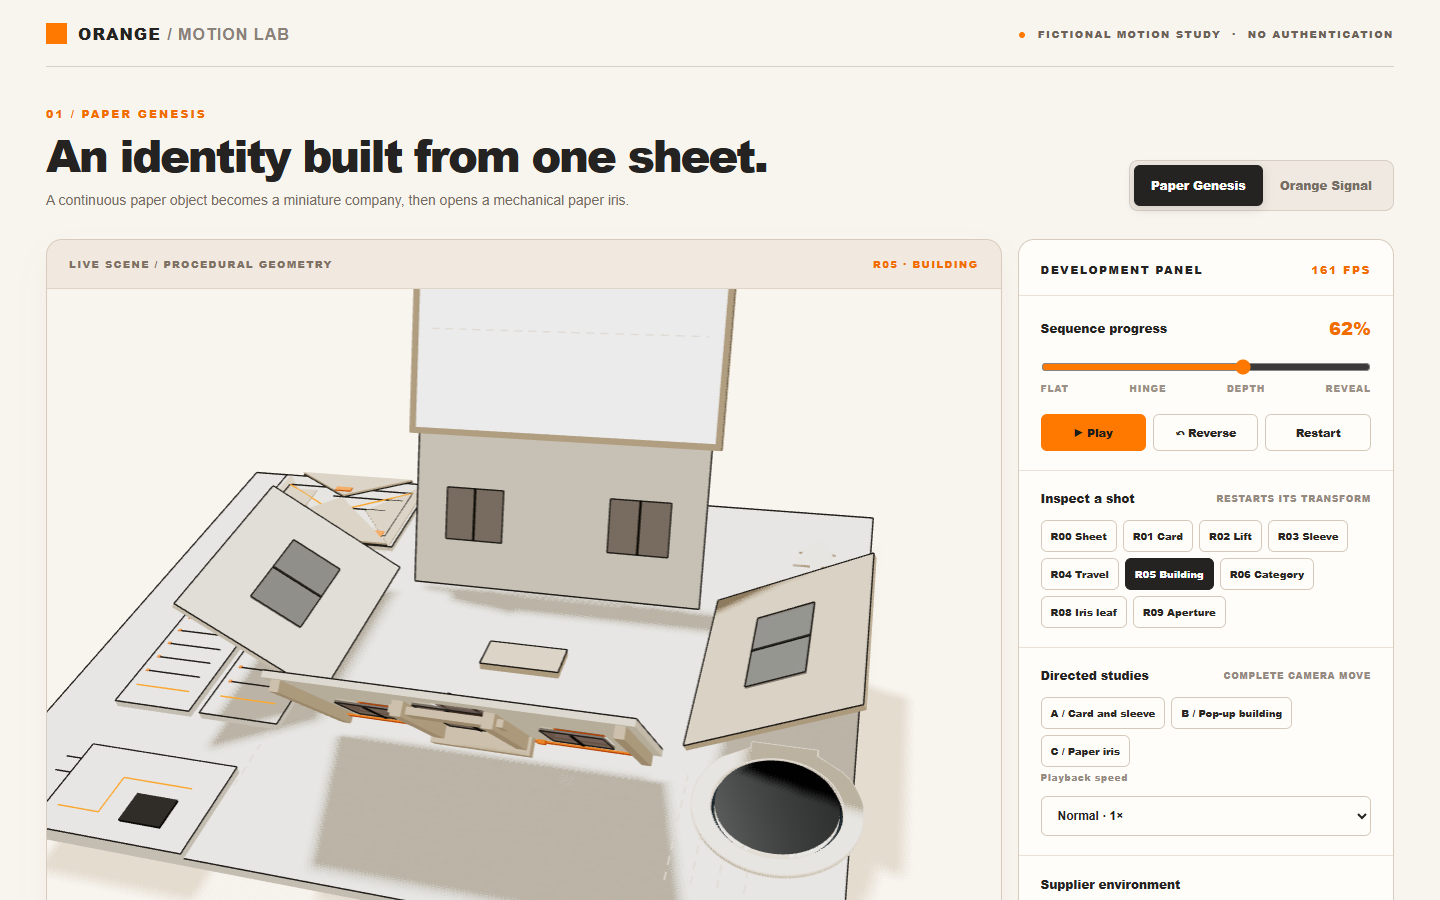 ORANGE / MOTION LAB
FICTIONAL MOTION STUDY · NO AUTHENTICATION
01 / PAPER GENESIS
An identity built from one sheet.
A continuous paper object becomes a miniature company, then opens a mechanical paper iris.
Paper Genesis
Orange Signal
LIVE SCENE / PROCEDURAL GEOMETRY
R05 · BUILDING
DEVELOPMENT PANEL
161 FPS
Sequence progress
62%
FLAT
HINGE
DEPTH
REVEAL
▶ Play
↶ Reverse
Restart
Inspect a shot
RESTARTS ITS TRANSFORM
R00 Sheet
R01 Card
R02 Lift
R03 Sleeve
R04 Travel
R05 Building
R06 Category
R08 Iris leaf
R09 Aperture
Directed studies
COMPLETE CAMERA MOVE
A / Card and sleeve
B / Pop-up building
C / Paper iris
Playback speed
Normal · 1×
Supplier environment